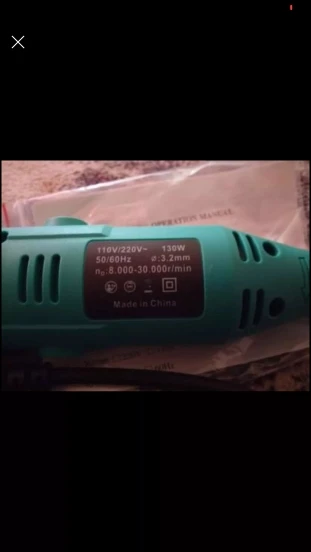 OPERATION MANUAL
110V/220V~ 130W
50/60Hz ⌀:3.2mm
n₀:8.000-30.000r/min
Made in China